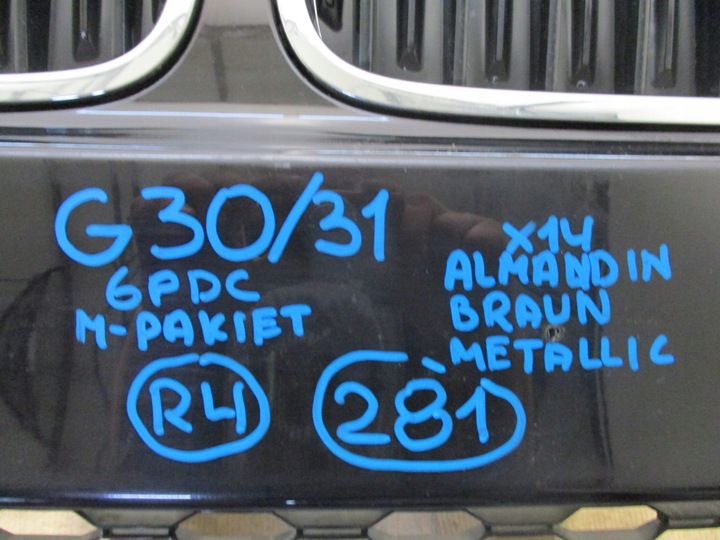 G30/31
6PDC
M-PAKIET
X14
ALMANDIN
BRAUN
METALLIC
R4
281